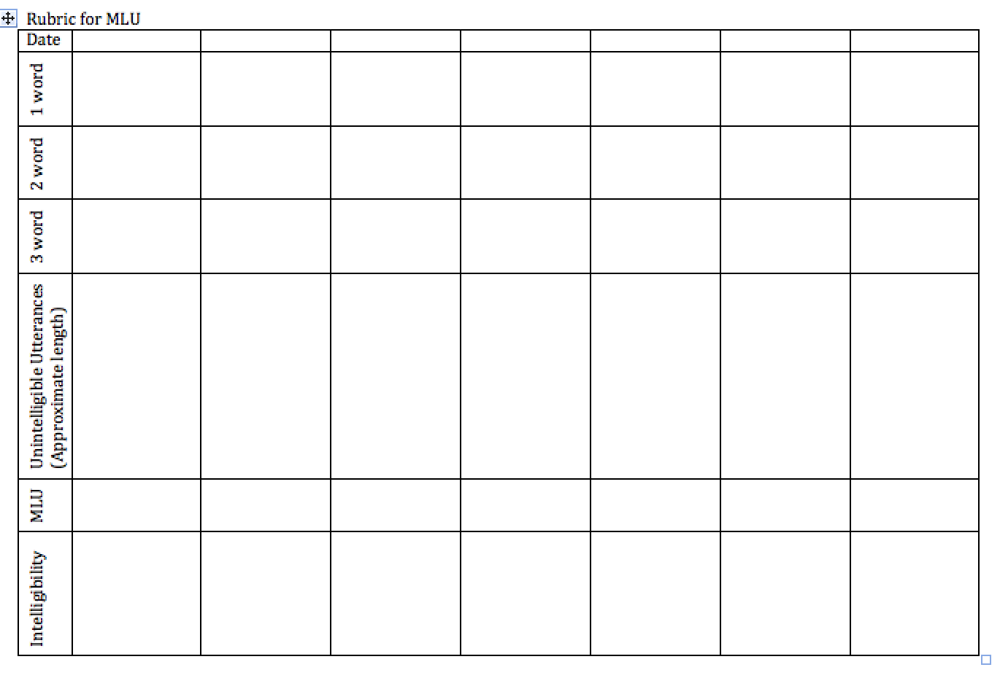 Rubric for MLU
Date
1 word
2 word
3 word
Unintelligible Utterances
(Approximate length)
MLU
Intelligibility